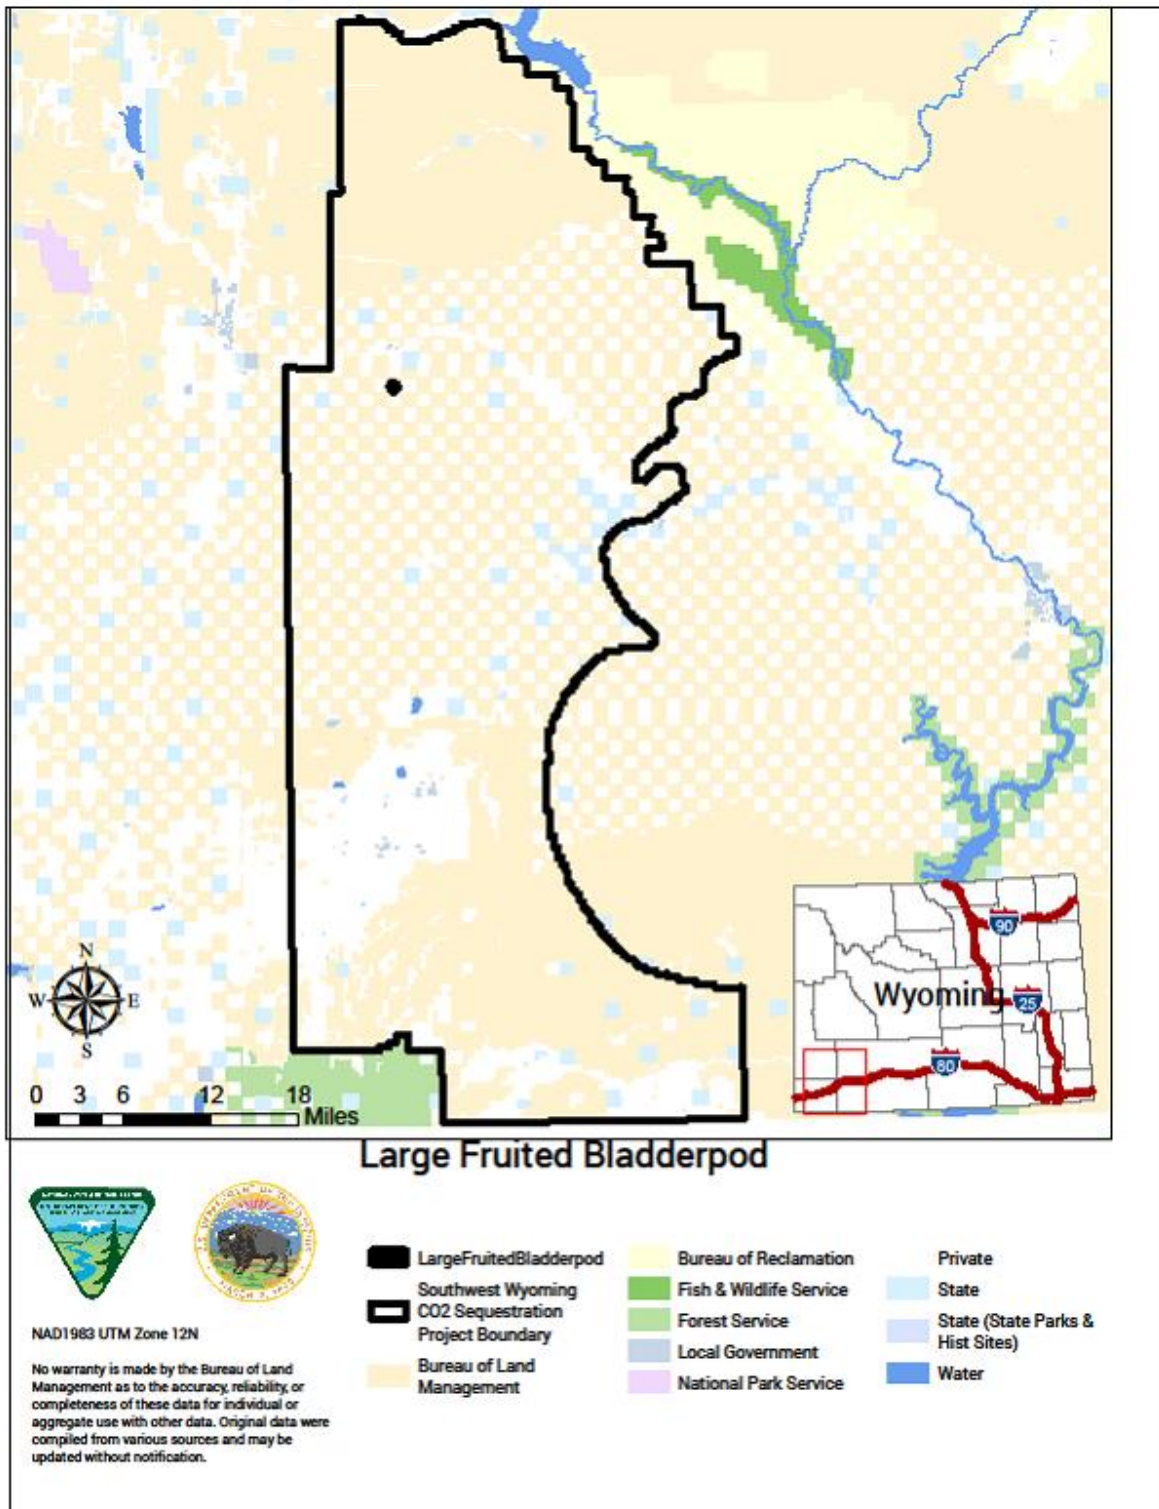 N
W E
S
0 3 6 12 18
Miles
90
Wyoming
25
80
Large Fruited Bladderpod
LargeFruitedBladderpod
Southwest Wyoming
CO2 Sequestration
Project Boundary
Bureau of Land
Management
Bureau of Reclamation
Fish & Wildlife Service
Forest Service
Local Government
National Park Service
Private
State
State (State Parks &
Hist Sites)
Water
NAD1983 UTM Zone 12N
No warranty is made by the Bureau of Land
Management as to the accuracy, reliability, or
completeness of these data for individual or
aggregate use with other data. Original data were
compiled from various sources and may be
updated without notification.